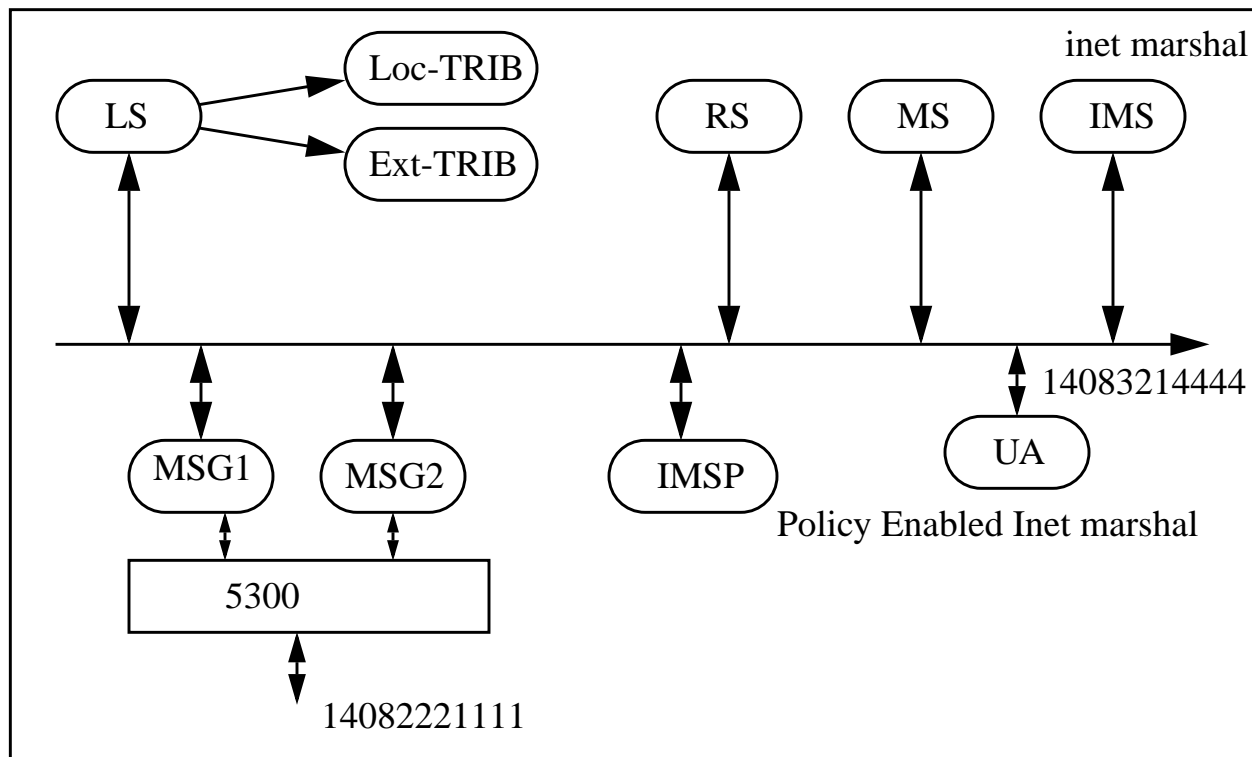 inet marshal
Loc-TRIB
LS
RS
MS
IMS
Ext-TRIB
14083214444
MSG1
MSG2
IMSP
UA
Policy Enabled Inet marshal
5300
14082221111